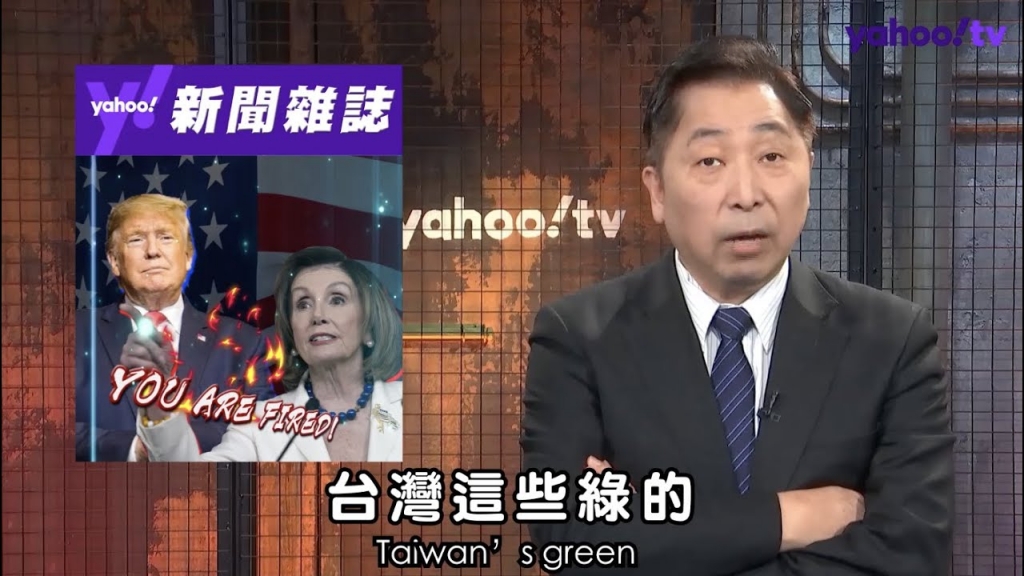 yahoo!tv
yahoo!
新聞雜誌
yahoo!tv
YOU ARE FIRED!
台灣這些綠的
Taiwan's green